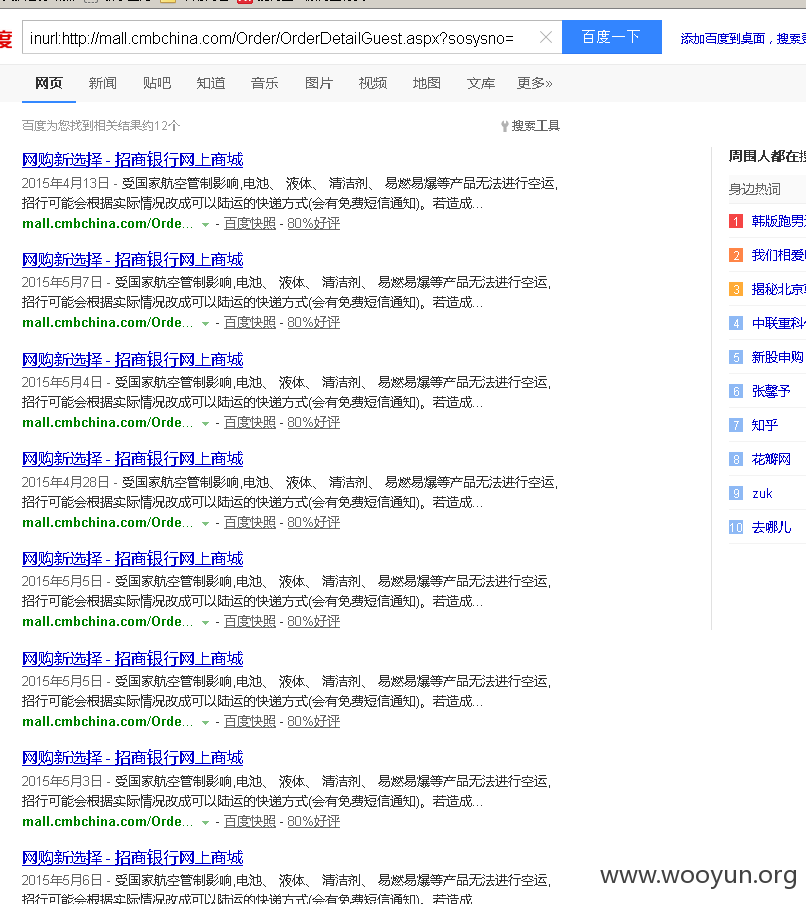 度
inurl:http://mall.cmbchina.com/Order/OrderDetailGuest.aspx?sosysno=
百度一下
添加百度到桌面，搜索
网页 新闻 贴吧 知道 音乐 图片 视频 地图 文库 更多»
百度为您找到相关结果约12个
搜索工具
网购新选择 - 招商银行网上商城
2015年4月13日 - 受国家航空管制影响,电池、 液体、 清洁剂、 易燃易爆等产品无法进行空运,
招行可能会根据实际情况改成可以陆运的快递方式(会有免费短信通知)。若造成...
mall.cmbchina.com/Orde... - 百度快照 - 80%好评
网购新选择 - 招商银行网上商城
2015年5月7日 - 受国家航空管制影响,电池、 液体、 清洁剂、 易燃易爆等产品无法进行空运,
招行可能会根据实际情况改成可以陆运的快递方式(会有免费短信通知)。若造成...
mall.cmbchina.com/Orde... - 百度快照 - 80%好评
网购新选择 - 招商银行网上商城
2015年5月4日 - 受国家航空管制影响,电池、 液体、 清洁剂、 易燃易爆等产品无法进行空运,
招行可能会根据实际情况改成可以陆运的快递方式(会有免费短信通知)。若造成...
mall.cmbchina.com/Orde... - 百度快照 - 80%好评
网购新选择 - 招商银行网上商城
2015年4月28日 - 受国家航空管制影响,电池、 液体、 清洁剂、 易燃易爆等产品无法进行空运,
招行可能会根据实际情况改成可以陆运的快递方式(会有免费短信通知)。若造成...
mall.cmbchina.com/Orde... - 百度快照 - 80%好评
网购新选择 - 招商银行网上商城
2015年5月5日 - 受国家航空管制影响,电池、 液体、 清洁剂、 易燃易爆等产品无法进行空运,
招行可能会根据实际情况改成可以陆运的快递方式(会有免费短信通知)。若造成...
mall.cmbchina.com/Orde... - 百度快照 - 80%好评
网购新选择 - 招商银行网上商城
2015年5月5日 - 受国家航空管制影响,电池、 液体、 清洁剂、 易燃易爆等产品无法进行空运,
招行可能会根据实际情况改成可以陆运的快递方式(会有免费短信通知)。若造成...
mall.cmbchina.com/Orde... - 百度快照 - 80%好评
网购新选择 - 招商银行网上商城
2015年5月3日 - 受国家航空管制影响,电池、 液体、 清洁剂、 易燃易爆等产品无法进行空运,
招行可能会根据实际情况改成可以陆运的快递方式(会有免费短信通知)。若造成...
mall.cmbchina.com/Orde... - 百度快照 - 80%好评
网购新选择 - 招商银行网上商城
2015年5月6日 - 受国家航空管制影响,电池、 液体、 清洁剂、 易燃易爆等产品无法进行空运,
招行可能会根据实际情况改成可以陆运的快递方式(会有免费短信通知)。若造成...
周围人都在搜
身边热词
1 韩版跑男
2 我们相爱
3 揭秘北京
4 中联重科
5 新股申购
6 张馨予
7 知乎
8 花瓣网
9 zuk
10 去哪儿
www.wooyun.org